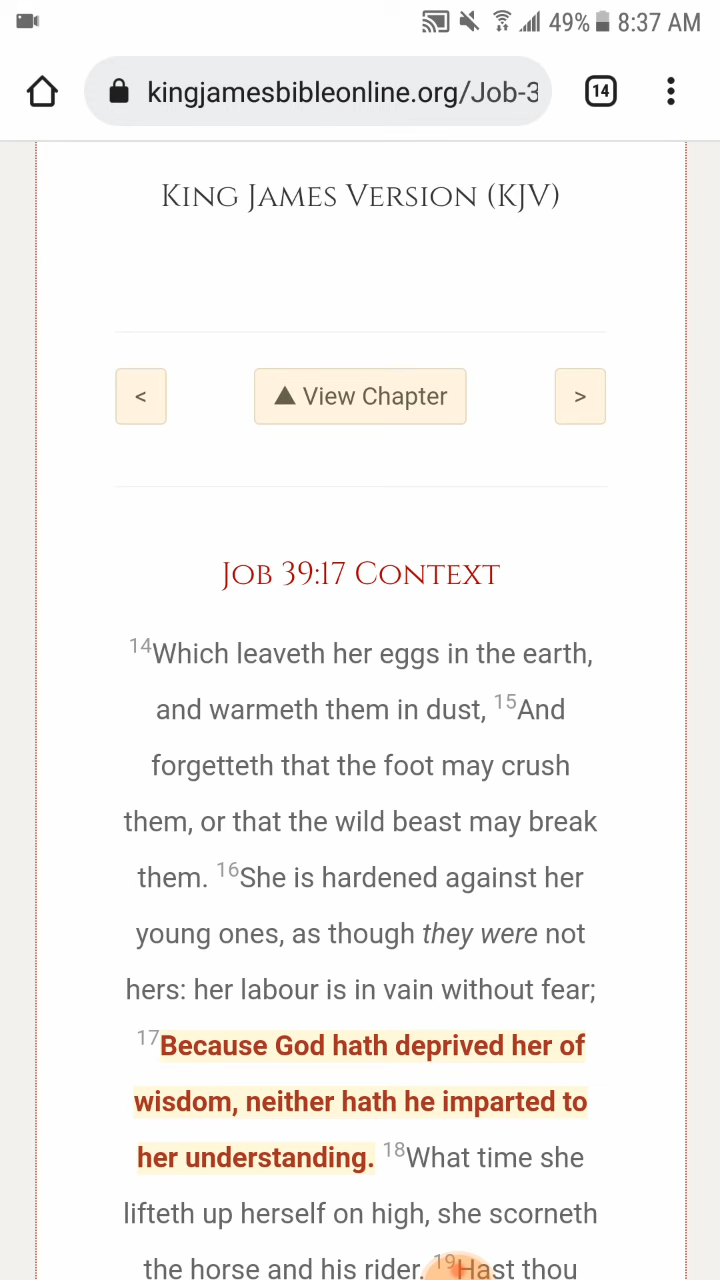 49% 8:37 AM
kingjamesbibleonline.org/Job-3
14
King James Version (KJV)
< ▲ View Chapter >
Job 39:17 Context
14Which leaveth her eggs in the earth,
and warmeth them in dust, 15And
forgetteth that the foot may crush
them, or that the wild beast may break
them. 16She is hardened against her
young ones, as though they were not
hers: her labour is in vain without fear;
17Because God hath deprived her of
wisdom, neither hath he imparted to
her understanding. 18What time she
lifteth up herself on high, she scorneth
the horse and his rider. 19Hast thou